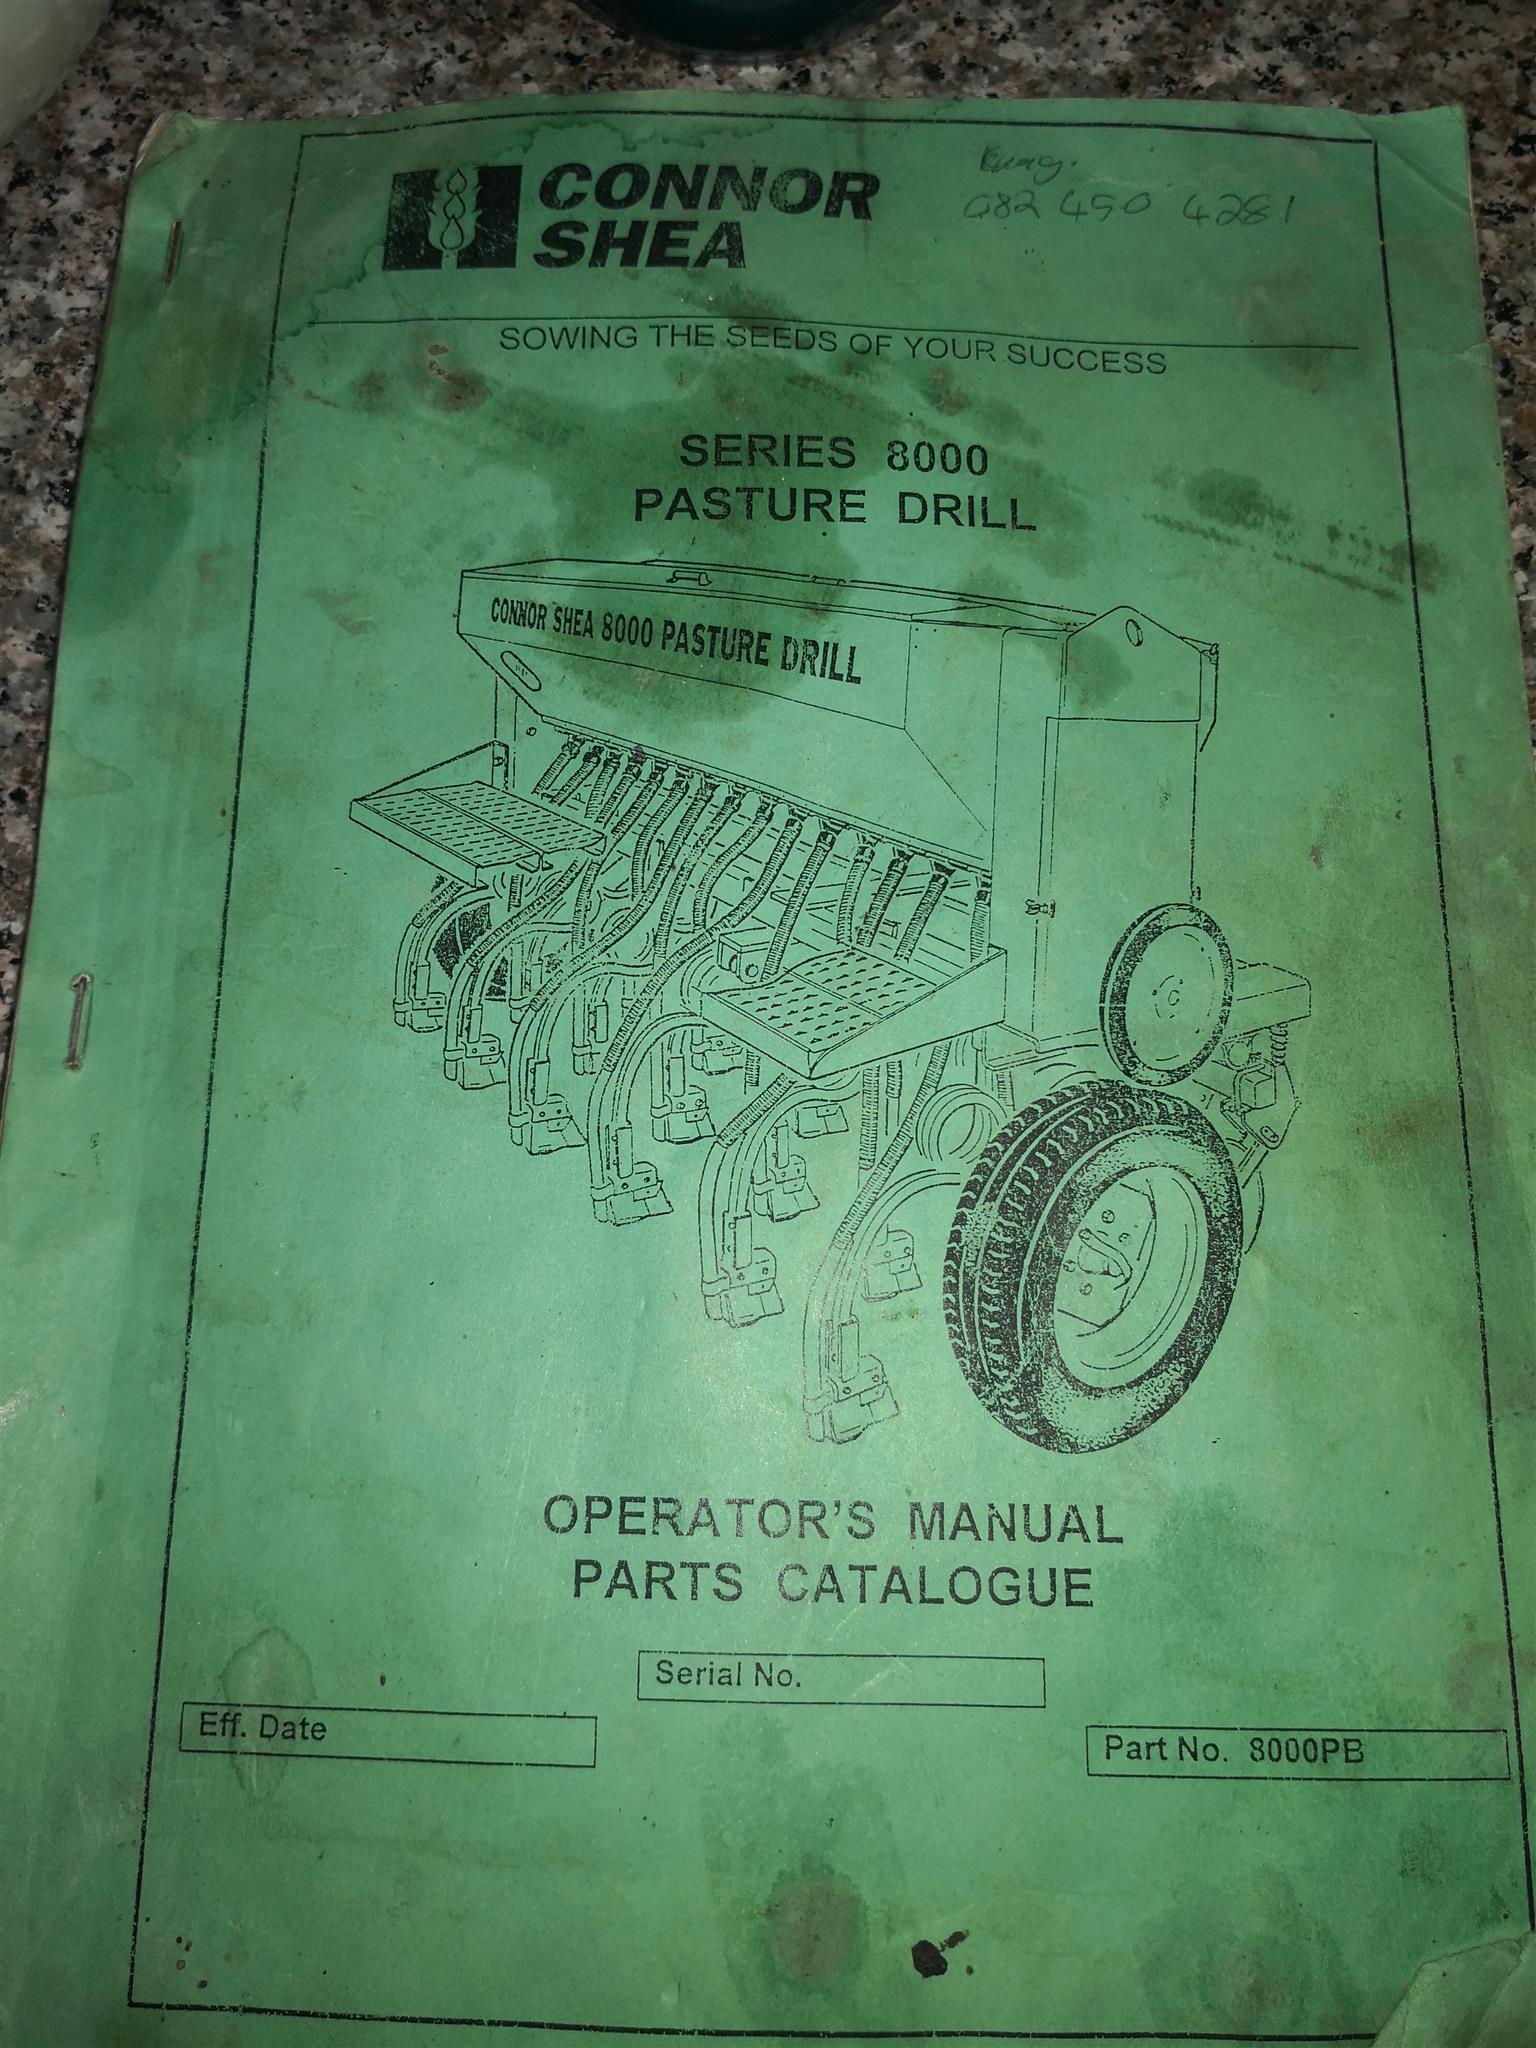 CONNOR
SHEA
082 450 4281
SOWING THE SEEDS OF YOUR SUCCESS
SERIES 8000
PASTURE DRILL
CONNOR SHEA 8000 PASTURE DRILL
OPERATOR'S MANUAL
PARTS CATALOGUE
Serial No.
Eff. Date
Part No. 8000PB